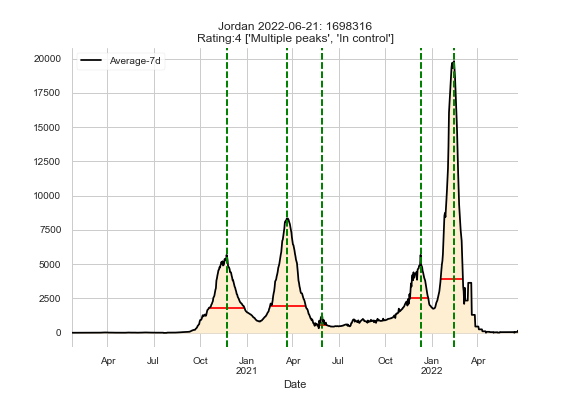 Jordan 2022-06-21: 1698316
Rating:4 ['Multiple peaks', 'In control']
Average-7d
20000
17500
15000
12500
10000
7500
5000
2500
0
Apr Jul Oct Jan Apr Jul Oct Jan Apr
2021 2022
Date